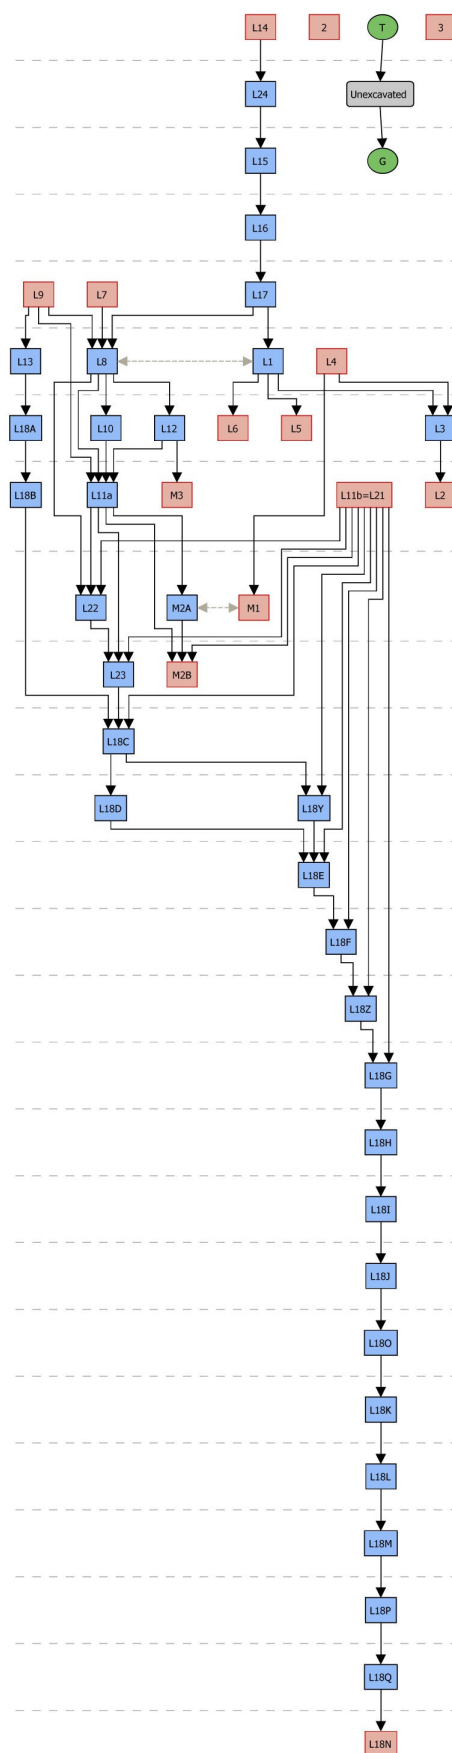 L14 2 T 3
L24 Unexcavated
L15 G
L16
L9 L7 L17
L13 L8 L1 L4
L18A L10 L12 L6 L5 L3
L18B L11a M3 L11b=L21 L2
L22 M2A M1
L23 M2B
L18C
L18D L18Y
L18E
L18F
L18Z
L18G
L18H
L18I
L18J
L18O
L18K
L18L
L18M
L18P
L18Q
L18N